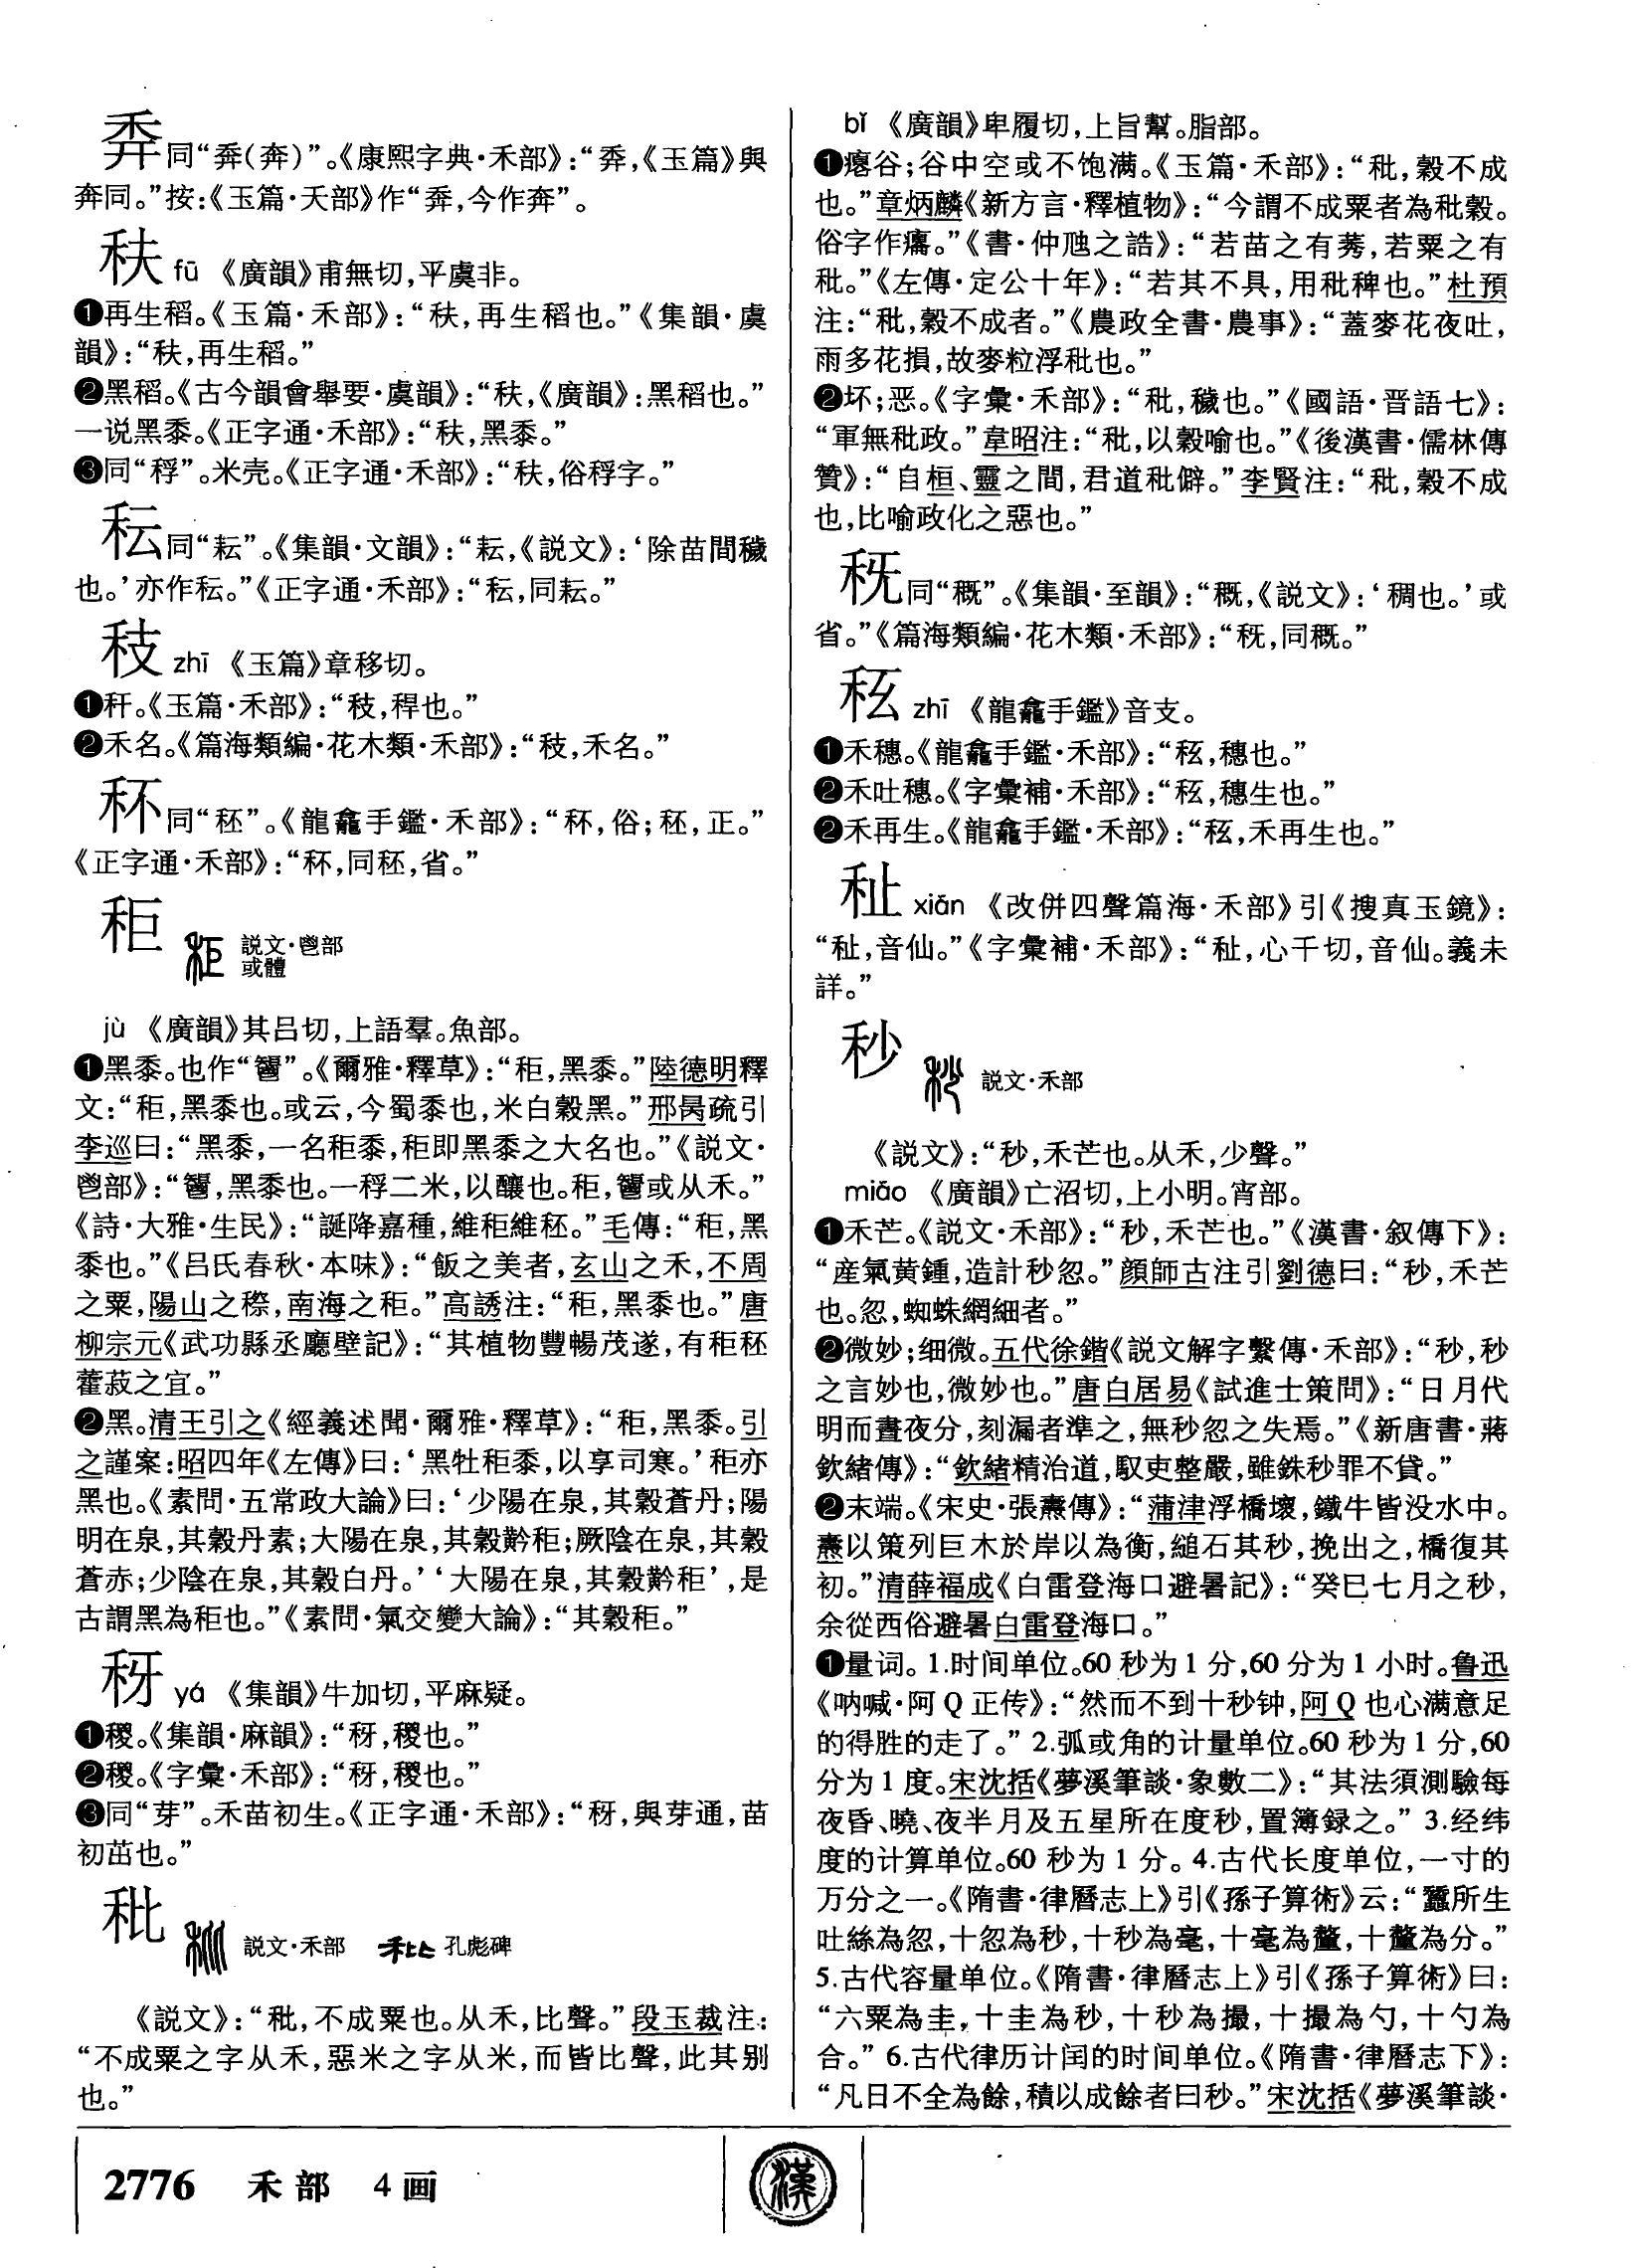 同“㮺(奔)”。《康熙字典·禾部》：“㮺，《玉篇》與
奔同。”按：《玉篇·夭部》作“㮺，今作奔”。
䄮 fū 《廣韻》甫無切，平虞非。
❶再生稻。《玉篇·禾部》：“䄮，再生稻也。”《集韻·虞
韻》：“䄮，再生稻。”
❷黑稻。《古今韻會舉要·虞韻》：“䄮，《廣韻》：黑稻也。”
一说黑黍。《正字通·禾部》：“䄮，黑黍。”
❸同“稃”。米壳。《正字通·禾部》：“䄮，俗稃字。”
秐同“耘”。《集韻·文韻》：“耘，《説文》：‘除苗間穢
也。’亦作秐。”《正字通·禾部》：“秐，同耘。”
秓 zhī 《玉篇》章移切。
❶秆。《玉篇·禾部》：“秓，稈也。”
❷禾名。《篇海類編·花木類·禾部》：“秓，禾名。”
秠同“秠”。《龍龕手鑑·禾部》：“，俗；秠，正。”
《正字通·禾部》：“，同秠，省。”
秬 説文·鬯部
或體
jù 《廣韻》其吕切，上語羣。魚部。
❶黑黍。也作“𩰤”。《爾雅·釋草》：“秬，黑黍。”陸德明釋
文：“秬，黑黍也。或云，今蜀黍也，米白穀黑。”邢昺疏引
李巡曰：“黑黍，一名秬黍，秬即黑黍之大名也。”《説文·
鬯部》：“𩰤，黑黍也。一稃二米，以釀也。秬，𩰤或从禾。”
《詩·大雅·生民》：“誕降嘉種，維秬維秠。”毛傳：“秬，黑
黍也。”《吕氏春秋·本味》：“飯之美者，玄山之禾，不周
之粟，陽山之穄，南海之秬。”高誘注：“秬，黑黍也。”唐
柳宗元《武功縣丞廳壁記》：“其植物豐暢茂遂，有秬秠
藿菽之宜。”
❷黑。清王引之《經義述聞·爾雅·釋草》：“秬，黑黍。引
之謹案：昭四年《左傳》曰：‘黑牡秬黍，以享司寒。’秬亦
黑也。《素問·五常政大論》曰：‘少陽在泉，其穀蒼丹；陽
明在泉，其穀丹素；大陽在泉，其穀黅秬；厥陰在泉，其穀
蒼赤；少陰在泉，其穀白丹。’‘大陽在泉，其穀黅秬’，是
古謂黑為秬也。”《素問·氣交變大論》：“其穀秬。”
䄰 yá 《集韻》牛加切，平麻疑。
❶稷。《集韻·麻韻》：“䄰，稷也。”
❷稯。《字彙·禾部》：“䄰，稯也。”
❸同“芽”。禾苗初生。《正字通·禾部》：“䄰，與芽通，苗
初茁也。”
秕 説文·禾部 秕 孔彪碑
《説文》：“秕，不成粟也。从禾，比聲。”段玉裁注：
“不成粟之字从禾，惡米之字从米，而皆比聲，此其别
也。”
bǐ 《廣韻》卑履切，上旨幫。脂部。
❶瘪谷；谷中空或不饱满。《玉篇·禾部》：“秕，穀不成
也。”章炳麟《新方言·釋植物》：“今謂不成粟者為秕穀。
俗字作癟。”《書·仲虺之誥》：“若苗之有莠，若粟之有
秕。”《左傳·定公十年》：“若其不具，用秕稗也。”杜預
注：“秕，穀不成者。”《農政全書·農事》：“蓋麥花夜吐，
雨多花損，故麥粒浮秕也。”
❷坏；恶。《字彙·禾部》：“秕，穢也。”《國語·晋語七》：
“軍無秕政。”韋昭注：“秕，以穀喻也。”《後漢書·儒林傳
贊》：“自桓、靈之間，君道秕僻。”李賢注：“秕，穀不成
也，比喻政化之惡也。”
同“穊”。《集韻·至韻》：“穊，《説文》：‘稠也。’或
省。”《篇海類編·花木類·禾部》：“，同穊。”
zhī 《龍龕手鑑》音支。
❶禾穗。《龍龕手鑑·禾部》：“，穗也。”
❷禾吐穗。《字彙補·禾部》：“，穗生也。”
❷禾再生。《龍龕手鑑·禾部》：“，禾再生也。”
秇 xiān 《改併四聲篇海·禾部》引《搜真玉鏡》：
“，音仙。”《字彙補·禾部》：“，心千切，音仙。義未
詳。”
秒 説文·禾部
《説文》：“秒，禾芒也。从禾，少聲。”
miǎo 《廣韻》亡沼切，上小明。宵部。
❶禾芒。《説文·禾部》：“秒，禾芒也。”《漢書·叙傳下》：
“産氣黄鍾，造計秒忽。”顔師古注引劉德曰：“秒，禾芒
也。忽，蜘蛛網細者。”
❷微妙；细微。五代徐鍇《説文解字繫傳·禾部》：“秒，秒
之言妙也，微妙也。”唐白居易《試進士策問》：“日月代
明而晝夜分，刻漏者準之，無秒忽之失焉。”《新唐書·蔣
欽緒傳》：“欽緒精治道，馭吏整嚴，雖銖秒罪不貸。”
❷末端。《宋史·張燾傳》：“蒲津浮橋壞，鐵牛皆没水中。
燾以策列巨木於岸以為衡，縋石其秒，挽出之，橋復其
初。”清薛福成《白雷登海口避暑記》：“癸巳七月之秒，
余從西俗避暑白雷登海口。”
❶量词。1.时间单位。60秒为1分，60分为1小时。鲁迅
《呐喊·阿Q正传》：“然而不到十秒钟，阿Q也心满意足
的得胜的走了。”2.弧或角的计量单位。60秒为1分，60
分为1度。宋沈括《夢溪筆談·象數二》：“其法須測驗每
夜昏、曉、夜半月及五星所在度秒，置簿録之。”3.经纬
度的计算单位。60秒为1分。4.古代长度单位，一寸的
万分之一。《隋書·律曆志上》引《孫子算術》云：“蠶所生
吐絲為忽，十忽為秒，十秒為毫，十毫為釐，十釐為分。”
5.古代容量单位。《隋書·律曆志上》引《孫子算術》曰：
“六粟為圭，十圭為秒，十秒為撮，十撮為勺，十勺為
合。”6.古代律历计闰的时间单位。《隋書·律曆志下》：
“凡日不全為餘，積以成餘者曰秒。”宋沈括《夢溪筆談·
2776 禾部 4画
漢